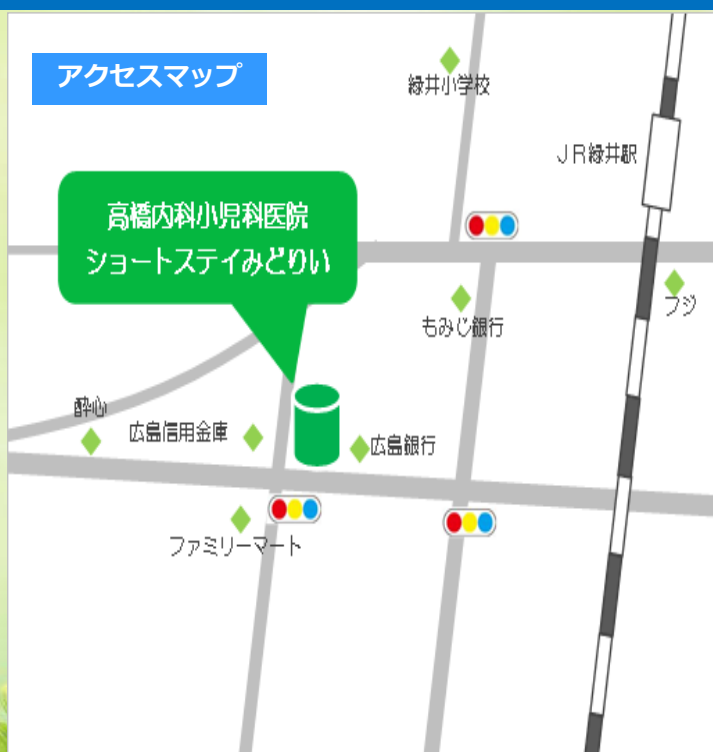 アクセスマップ
緑井小学校
ＪＲ緑井駅
高橋内科小児科医院
ショートステイみどりい
フジ
もみじ銀行
酔心
広島信用金庫
広島銀行
ファミリーマート